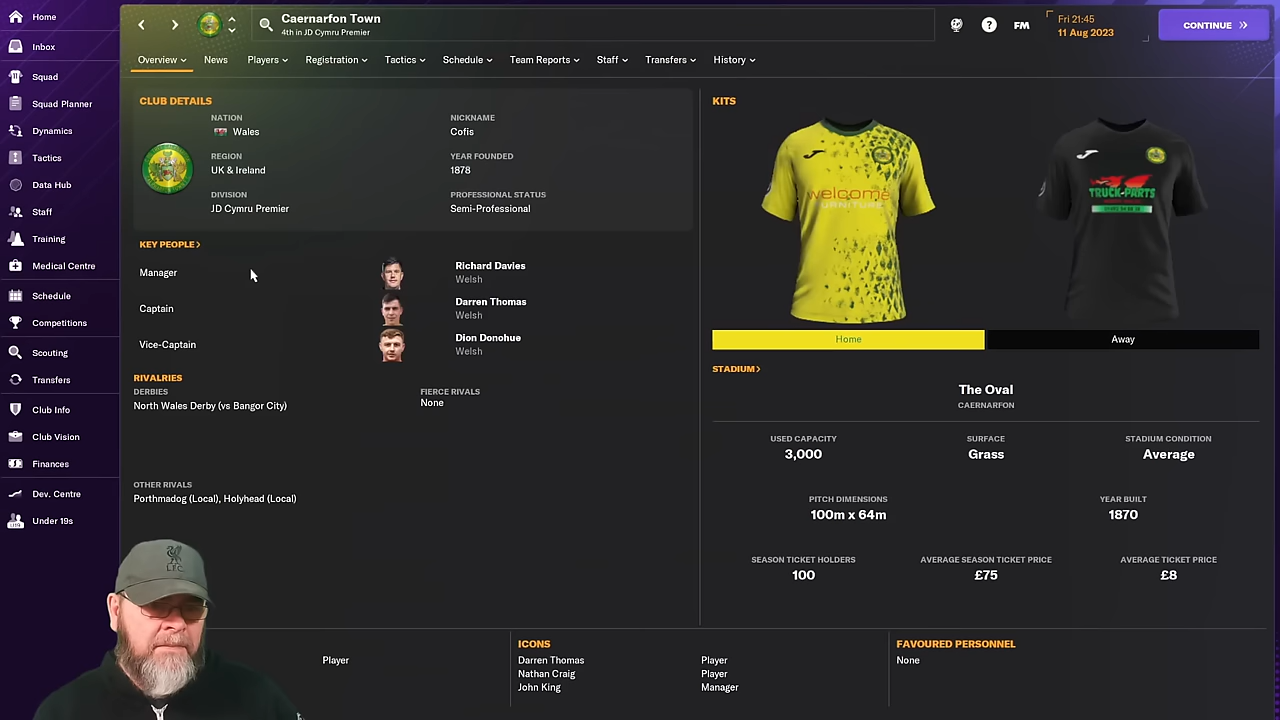 Home
Inbox
Squad
Squad Planner
Dynamics
Tactics
Data Hub
Staff
Training
Medical Centre
Schedule
Competitions
Scouting
Transfers
Club Info
Club Vision
Finances
Dev. Centre
Under 19s
Caernarfon Town
4th in JD Cymru Premier
?
FM
Fri 21:45
11 Aug 2023
CONTINUE
Overview
News
Players
Registration
Tactics
Schedule
Team Reports
Staff
Transfers
History
CLUB DETAILS
NATION
Wales
NICKNAME
Cofis
REGION
UK & Ireland
YEAR FOUNDED
1878
DIVISION
JD Cymru Premier
PROFESSIONAL STATUS
Semi-Professional
KEY PEOPLE >
Manager
Richard Davies
Welsh
Captain
Darren Thomas
Welsh
Vice-Captain
Dion Donohue
Welsh
RIVALRIES
DERBIES
North Wales Derby (vs Bangor City)
FIERCE RIVALS
None
OTHER RIVALS
Porthmadog (Local), Holyhead (Local)
KITS
welcome
TRUCK-PARTS
Home
Away
STADIUM >
The Oval
CAERNARFON
USED CAPACITY
3,000
SURFACE
Grass
STADIUM CONDITION
Average
PITCH DIMENSIONS
100m x 64m
YEAR BUILT
1870
SEASON TICKET HOLDERS
100
AVERAGE SEASON TICKET PRICE
£75
AVERAGE TICKET PRICE
£8
Player
ICONS
Darren Thomas Player
Nathan Craig Player
John King Manager
FAVOURED PERSONNEL
None
L.F.C.